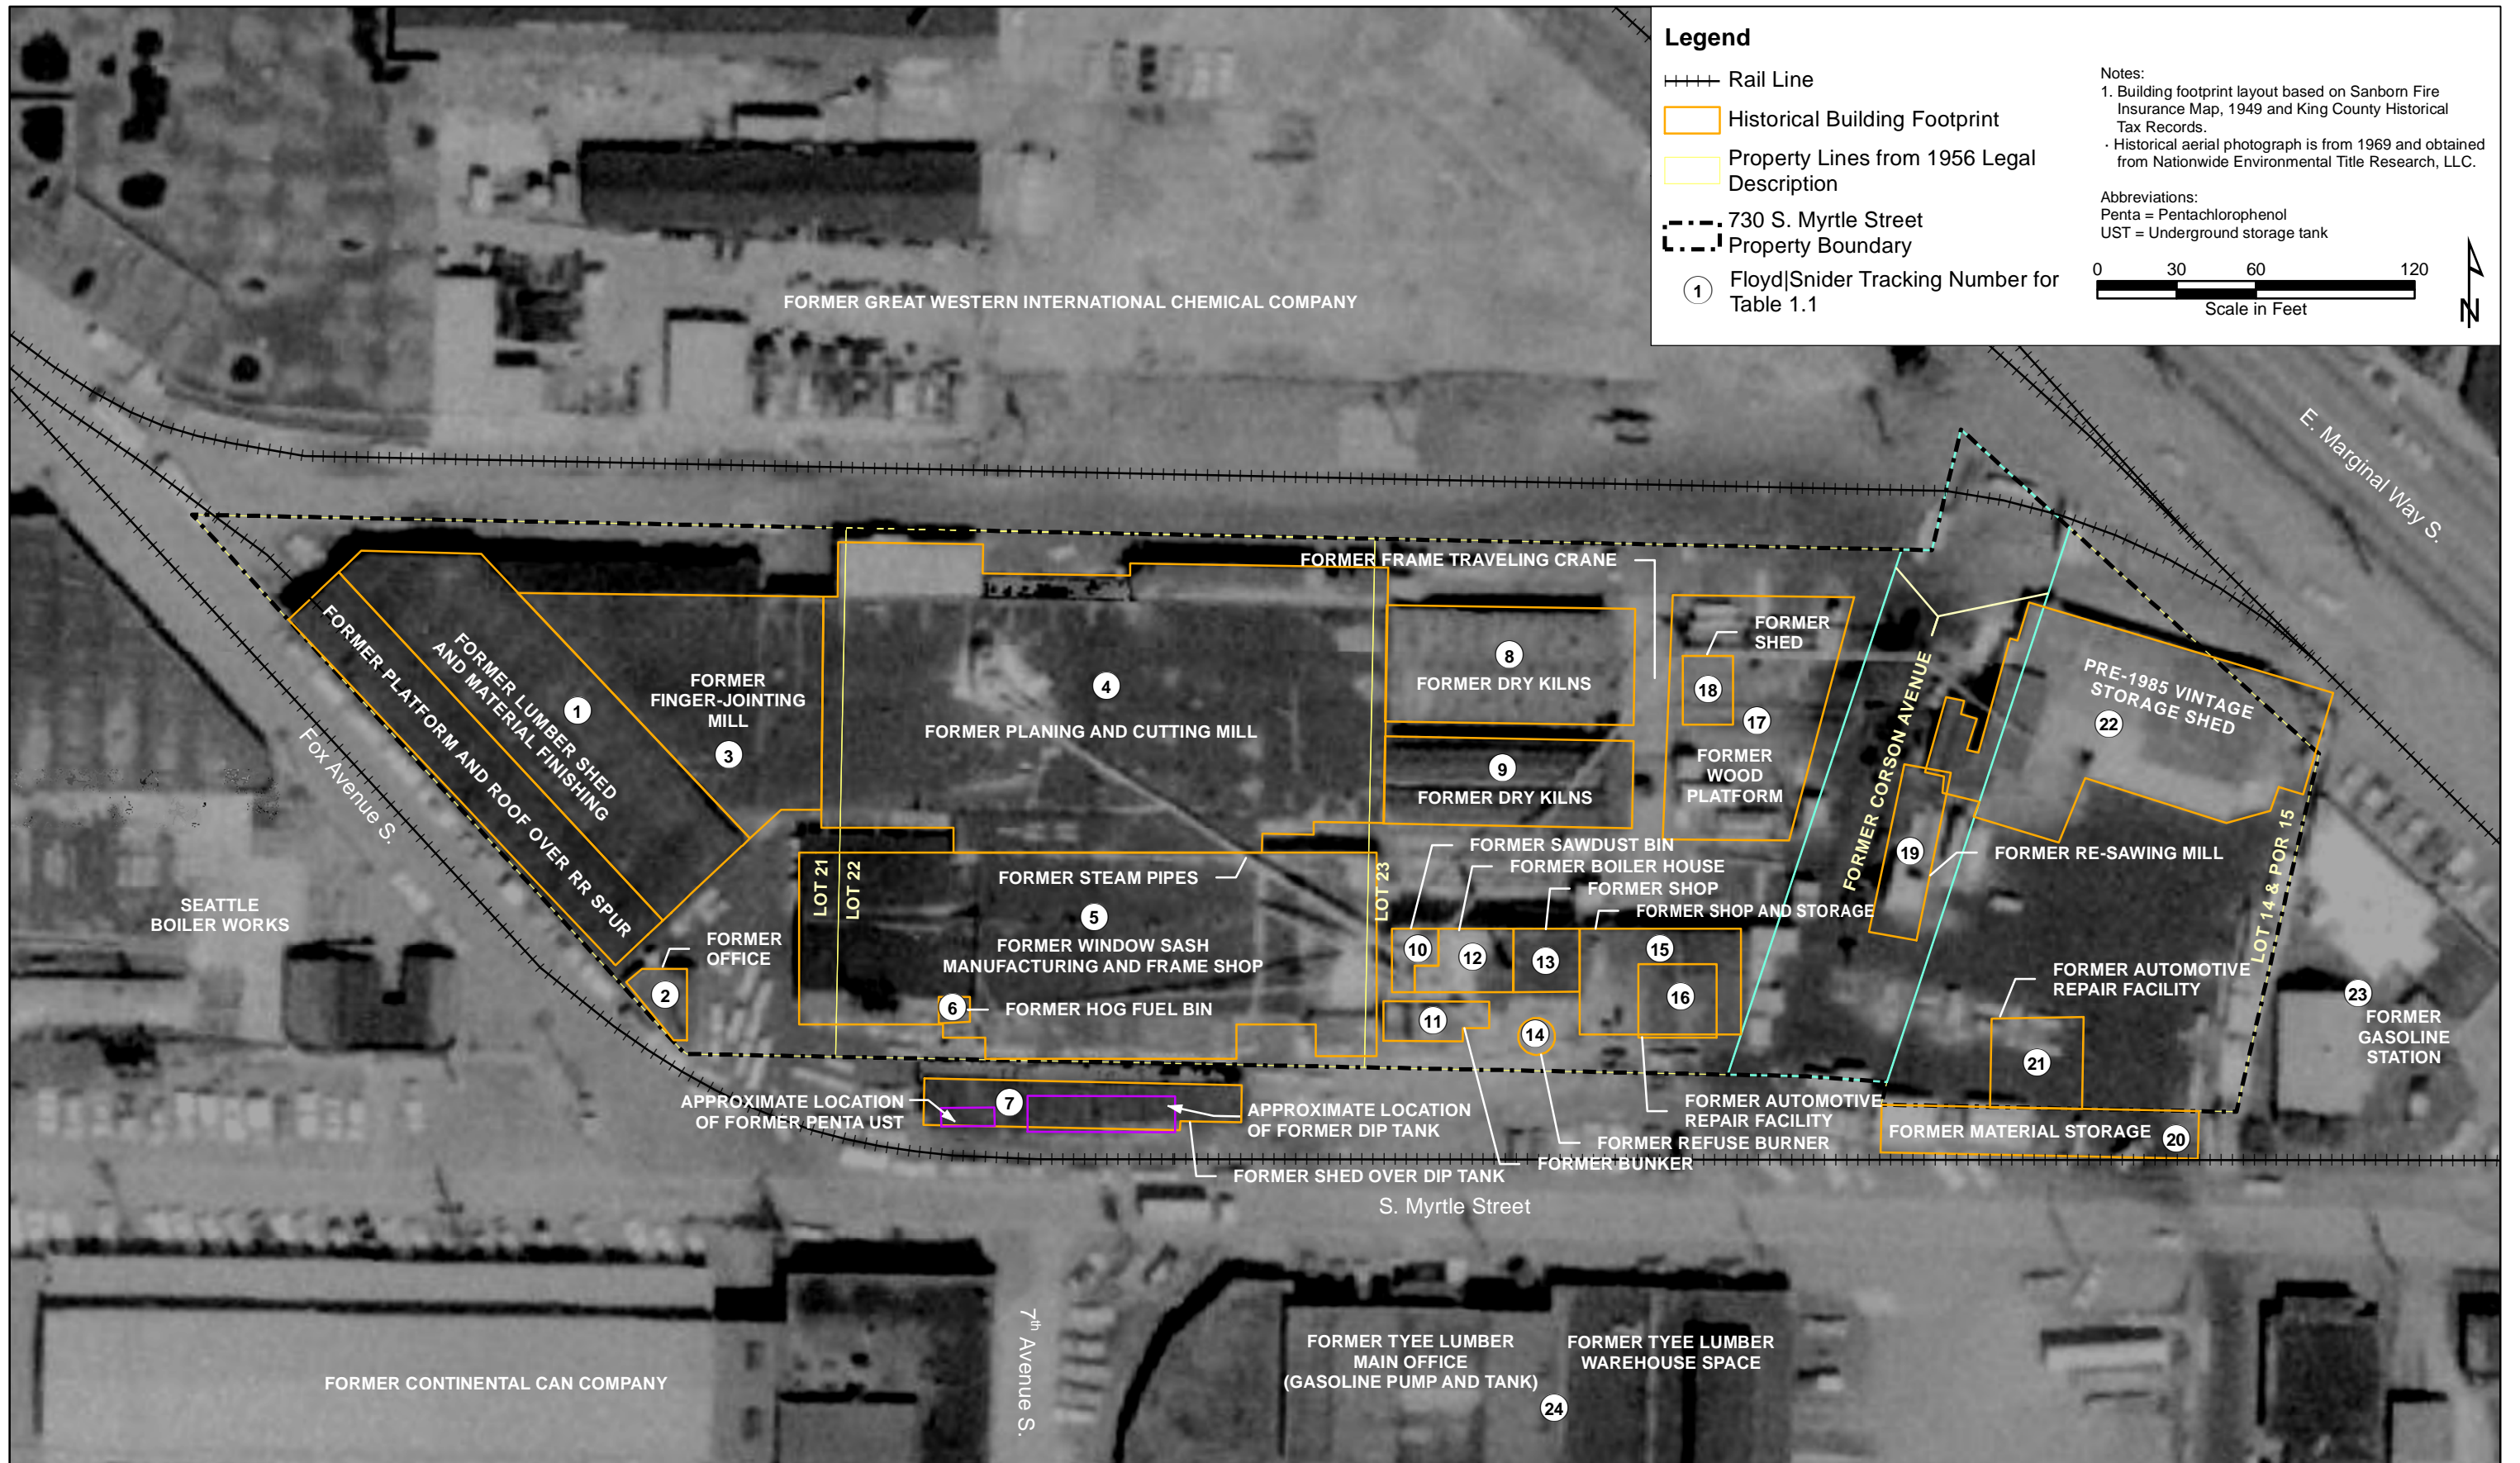 Legend
Rail Line
Historical Building Footprint
Property Lines from 1956 Legal
Description
730 S. Myrtle Street
Property Boundary
1
Floyd|Snider Tracking Number for
Table 1.1
Notes:
1. Building footprint layout based on Sanborn Fire
Insurance Map, 1949 and King County Historical
Tax Records.
· Historical aerial photograph is from 1969 and obtained
from Nationwide Environmental Title Research, LLC.
Abbreviations:
Penta = Pentachlorophenol
UST = Underground storage tank
0 30 60 120
Scale in Feet
N
FORMER GREAT WESTERN INTERNATIONAL CHEMICAL COMPANY
E. Marginal Way S.
FORMER FRAME TRAVELING CRANE
FORMER PLATFORM AND ROOF OVER RR SPUR
FORMER LUMBER SHED
AND MATERIAL FINISHING
1
FORMER
FINGER-JOINTING
MILL
3
4
FORMER PLANING AND CUTTING MILL
8
FORMER DRY KILNS
9
FORMER DRY KILNS
FORMER
SHED
18
17
FORMER
WOOD
PLATFORM
FORMER CORSON AVENUE
PRE-1985 VINTAGE
STORAGE SHED
22
19
FORMER RE-SAWING MILL
LOT 14 & POR 15
Fox Avenue S.
SEATTLE
BOILER WORKS
FORMER
OFFICE
2
LOT 21
LOT 22
LOT 23
FORMER STEAM PIPES
5
FORMER WINDOW SASH
MANUFACTURING AND FRAME SHOP
6
FORMER HOG FUEL BIN
FORMER SAWDUST BIN
FORMER BOILER HOUSE
FORMER SHOP
FORMER SHOP AND STORAGE
10
12
13
15
16
11
14
FORMER AUTOMOTIVE
REPAIR FACILITY
21
23
FORMER
GASOLINE
STATION
APPROXIMATE LOCATION
OF FORMER PENTA UST
7
APPROXIMATE LOCATION
OF FORMER DIP TANK
FORMER AUTOMOTIVE
REPAIR FACILITY
FORMER REFUSE BURNER
FORMER BUNKER
FORMER SHED OVER DIP TANK
FORMER MATERIAL STORAGE
20
S. Myrtle Street
7th Avenue S.
FORMER CONTINENTAL CAN COMPANY
FORMER TYEE LUMBER
MAIN OFFICE
(GASOLINE PUMP AND TANK)
24
FORMER TYEE LUMBER
WAREHOUSE SPACE